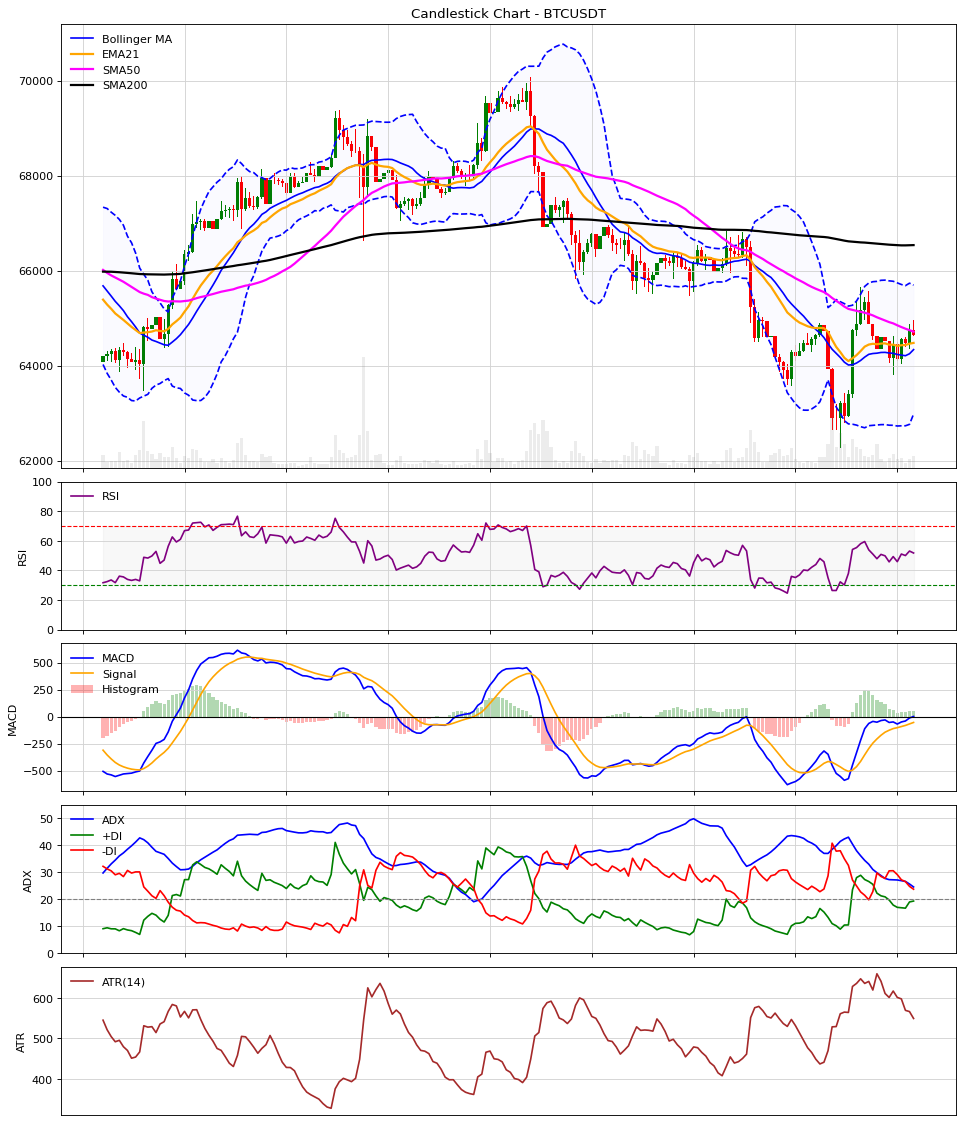 Candlestick Chart - BTCUSDT
Bollinger MA
EMA21
SMA50
SMA200
70000
68000
66000
64000
62000
RSI
100
80
60
40
20
0
RSI
MACD
Signal
Histogram
500
250
0
−250
−500
MACD
ADX
+DI
-DI
50
40
30
20
10
0
ADX
ATR(14)
600
500
400
ATR